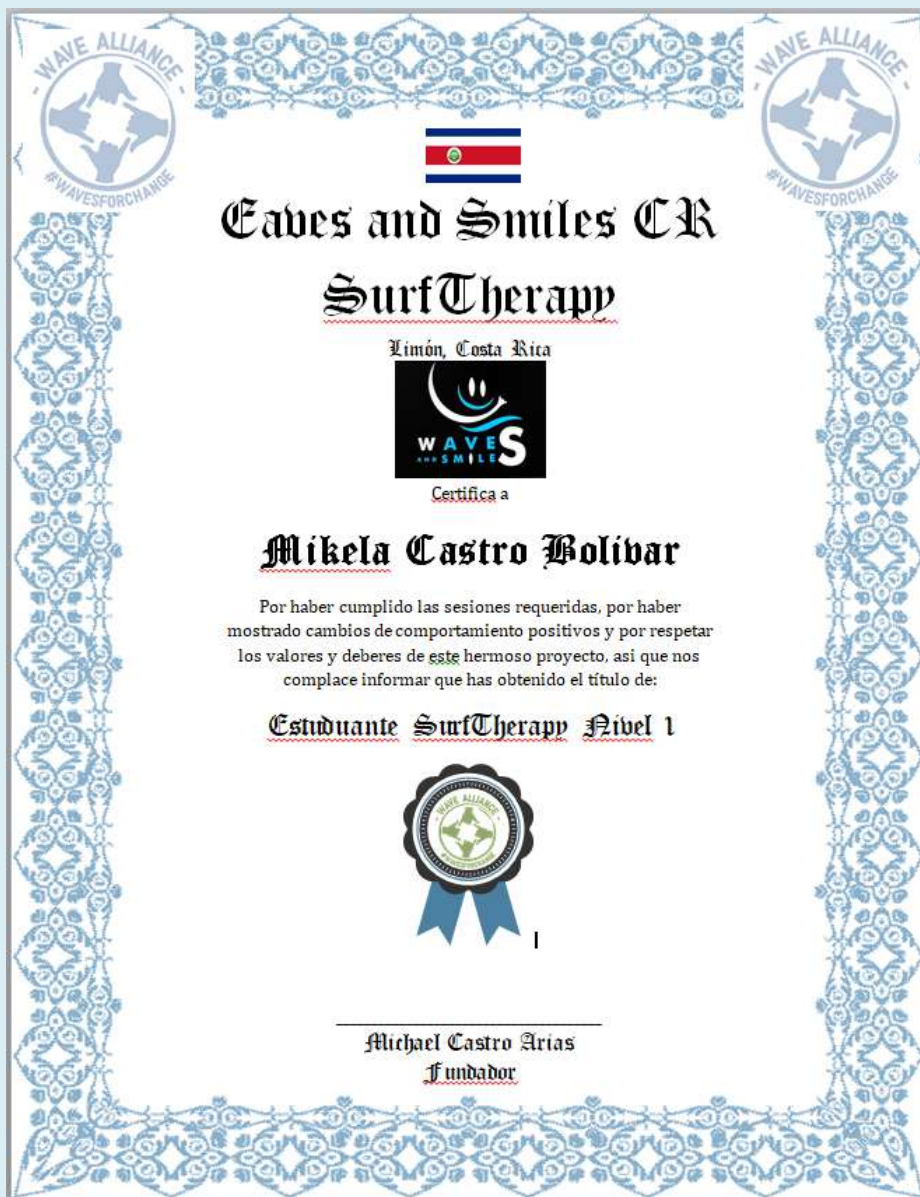 - WAVE ALLIANCE -
#WAVESFORCHANGE
- WAVE ALLIANCE -
#WAVESFORCHANGE
Eaves and Smiles CR
SurfTherapy
Limón, Costa Rica
WAVES
AND SMILES
Certifica a
Mikela Castro Bolivar
Por haber cumplido las sesiones requeridas, por haber
mostrado cambios de comportamiento positivos y por respetar
los valores y deberes de este hermoso proyecto, asi que nos
complace informar que has obtenido el título de:
Estuduante SurfTherapy Nivel 1
- WAVE ALLIANCE -
#WAVESFORCHANGE
Michael Castro Arias
Fundador